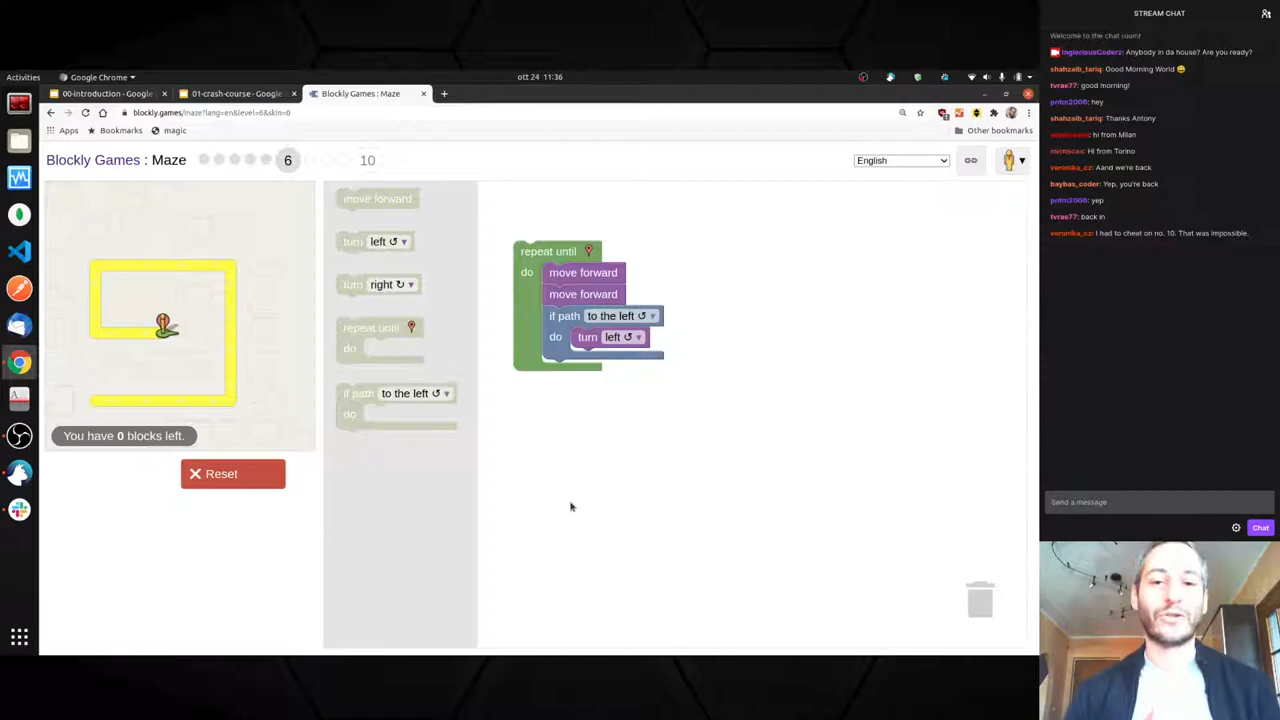 STREAM CHAT
Welcome to the chat room!
IngloriousCoderz: Anybody in da house? Are you ready?
shahzaib_tariq: Good Morning World 😄
tvrae77: good morning!
pntm2006: hey
shahzaib_tariq: Thanks Antony
: hi from Milan
: Hi from Torino
veronika_cz: Aand we're back
baybas_coder: Yep, you're back
pntm2006: yep
tvrae77: back in
veronika_cz: I had to cheat on no. 10. That was impossible.
Send a message
Chat
Activities
Google Chrome
ott 24 11:36
00-introduction - Google
01-crash-course - Google
Blockly Games : Maze
blockly.games/maze?lang=en&level=6&skin=0
Apps
Bookmarks
magic
Other bookmarks
Blockly Games : Maze
6
10
English
move forward
turn left ↺ ▾
turn right ↻ ▾
repeat until
do
if path to the left ↺ ▾
do
repeat until
do move forward
move forward
if path to the left ↺ ▾
do turn left ↺ ▾
You have 0 blocks left.
Reset